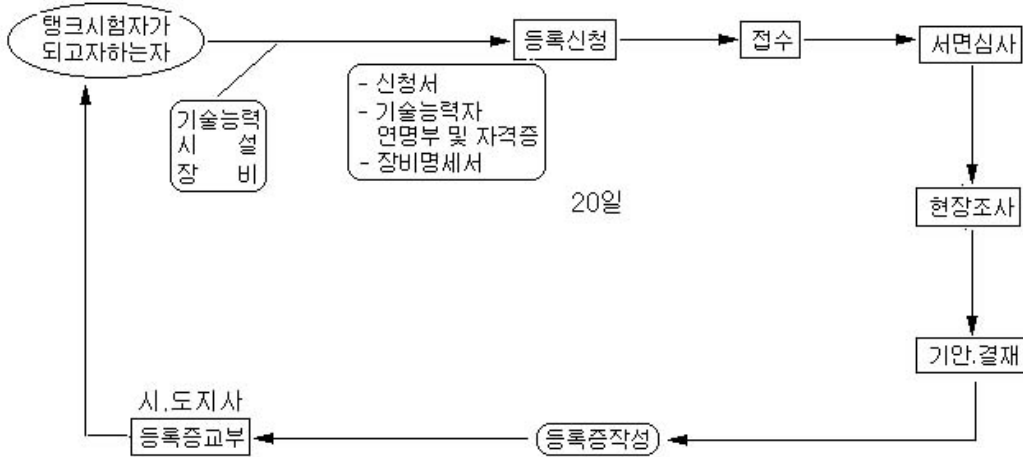 탱크시험자가
되고자하는자
등록신청
접수
서면심사
기술능력
시 설
장 비
- 신청서
- 기술능력자
연명부 및 자격증
- 장비명세서
20일
현장조사
기안.결재
시.도지사
등록증교부
등록증작성